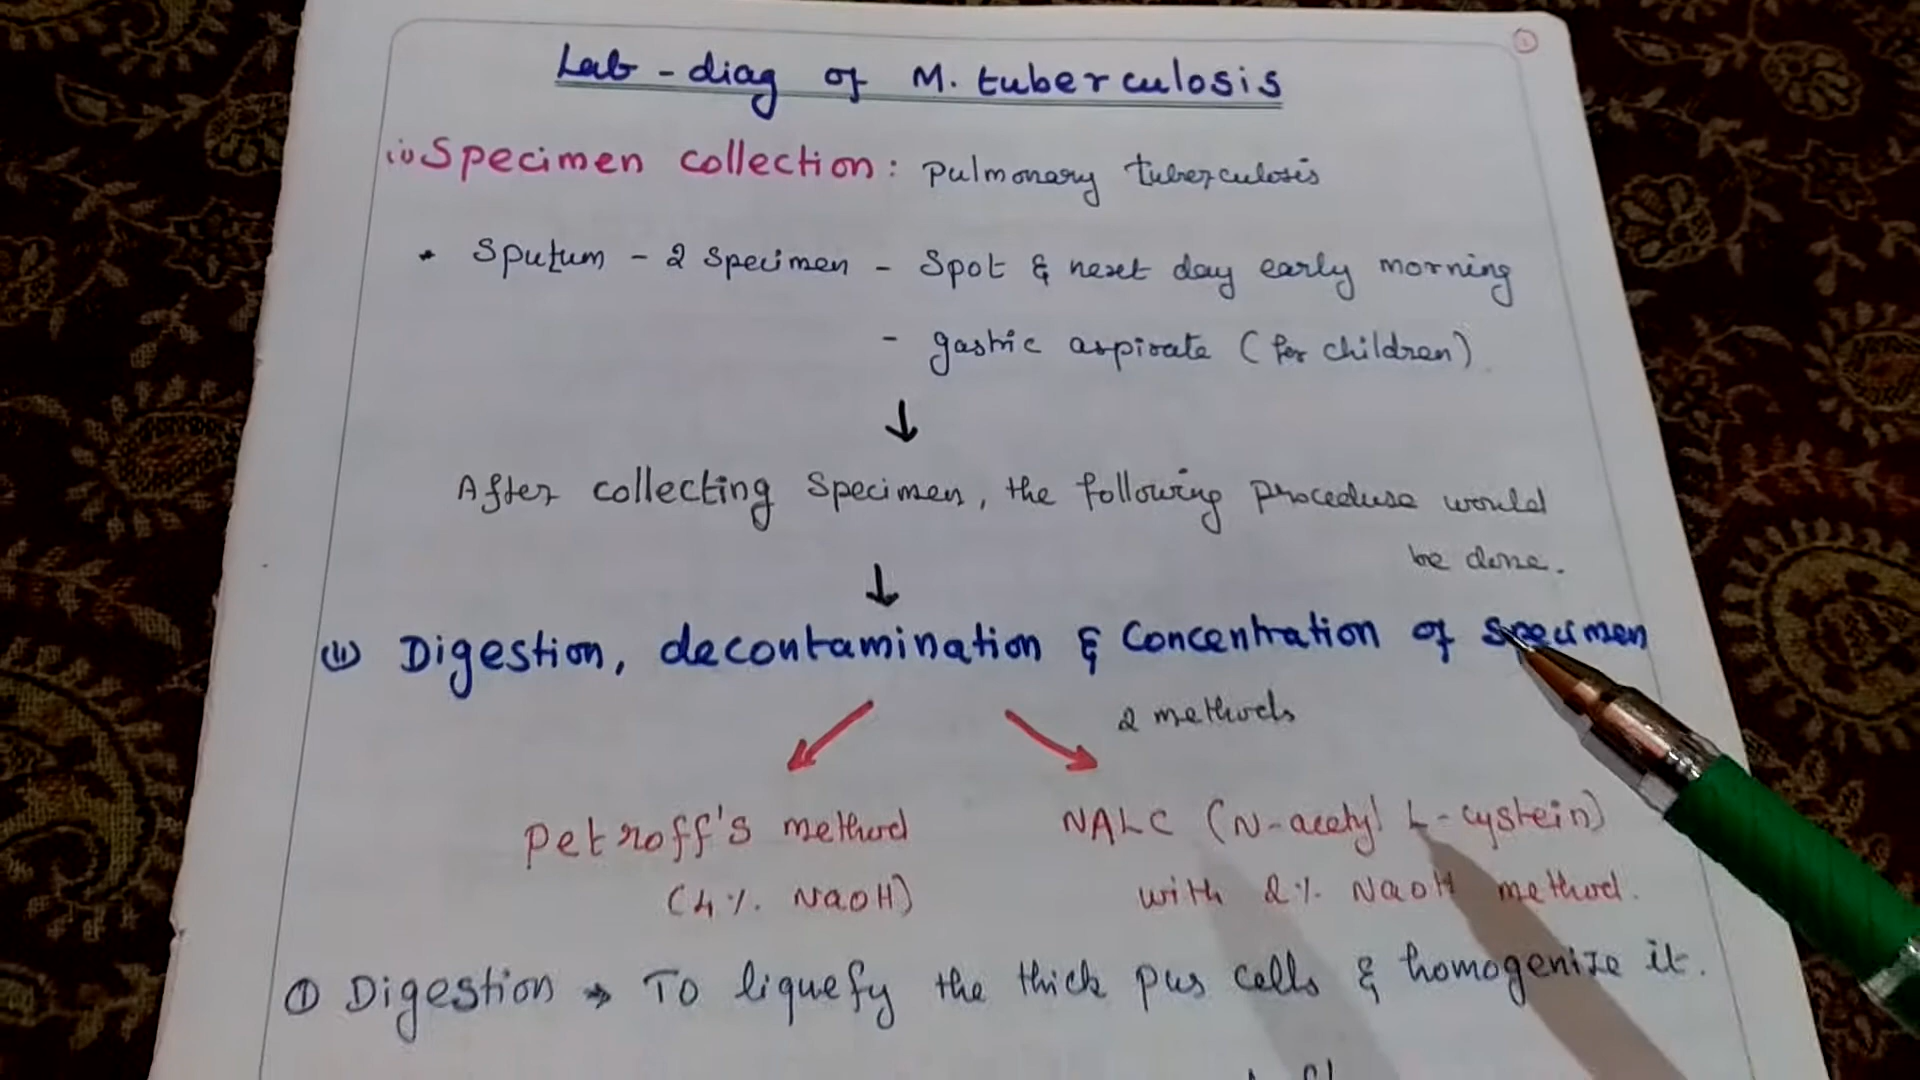 Lab-diag of M. tuberculosis
(i) Specimen collection: pulmonary tuberculosis
* Sputum - 2 specimen - Spot & next day early morning
- gastric aspirate (for children)
↓
After collecting specimen, the following procedure would
be done.
↓
(ii) Digestion, decontamination & Concentration of specimen
2 methods
petroff's method
(4% NaOH)
NALC (N-acetyl L-cystein)
with 2% NaOH method.
① Digestion → To liquefy the thick pus cells & homogenize it.